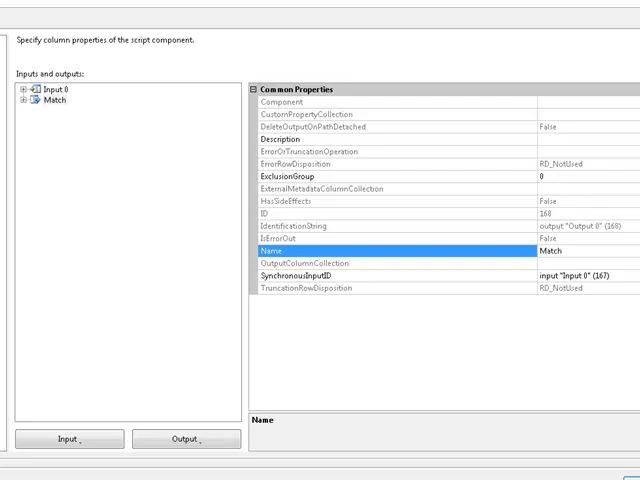 Specify column properties of the script component.
Inputs and outputs:
Input 0
Match
Common Properties
Component
CustomPropertyCollection
DeleteOutputOnPathDetached False
Description
ErrorOrTruncationOperation
ErrorRowDisposition RD_NotUsed
ExclusionGroup 0
ExternalMetadataColumnCollection
HasSideEffects False
ID 168
IdentificationString output "Output 0" (168)
IsErrorOut False
Name Match
OutputColumnCollection
SynchronousInputID input "Input 0" (167)
TruncationRowDisposition RD_NotUsed
Name
Input
Output